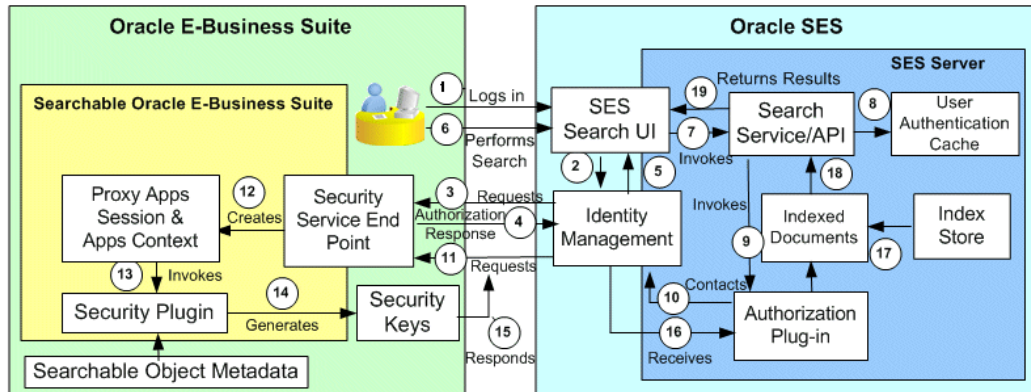 Oracle E-Business Suite
Oracle SES
SES Server
Searchable Oracle E-Business Suite
1
Logs in
6
Performs
Search
SES
Search UI
19
Returns Results
7
Invokes
Search
Service/API
8
User
Authentication
Cache
2
5
18
Proxy Apps
Session &
Apps Context
12
Creates
Security
Service End
Point
3
Requests
Authorization
4
Response
11
Requests
Identity
Management
Invokes
9
Indexed
Documents
17
Index
Store
13
Invokes
Security Plugin
14
Generates
Security
Keys
15
Responds
10
Contacts
16
Receives
Authorization
Plug-in
Searchable Object Metadata